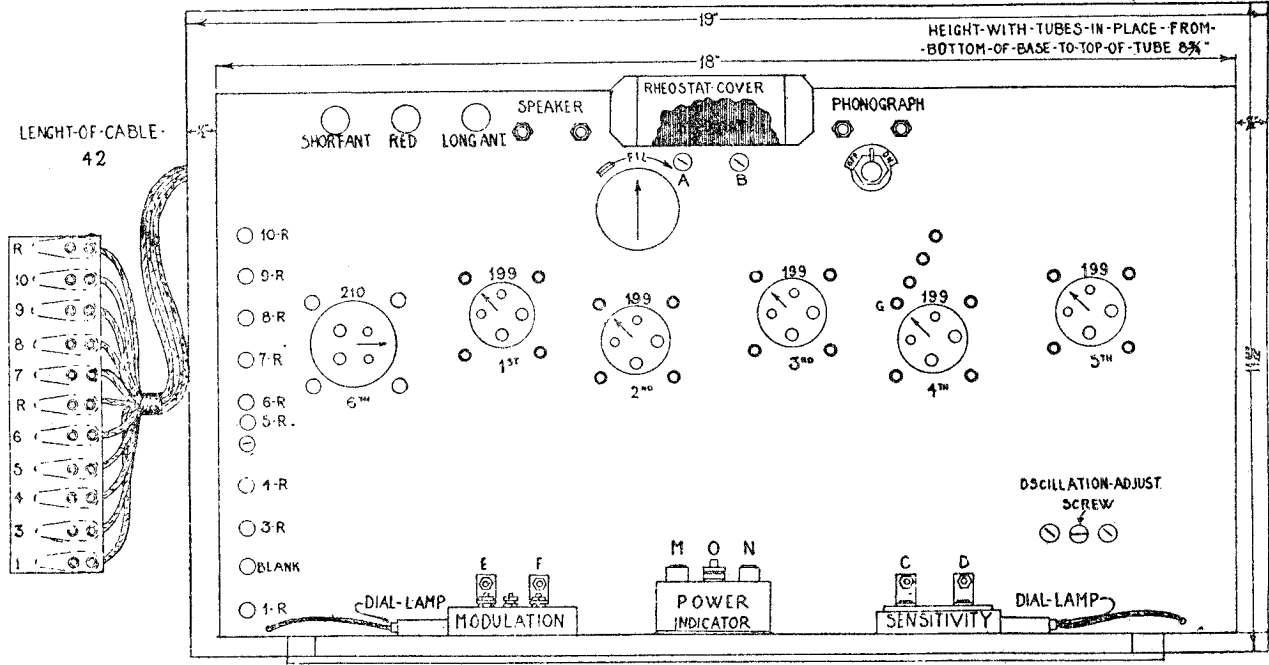 19"
HEIGHT-WITH-TUBES-IN-PLACE-FROM-
-BOTTOM-OF-BASE-TO-TOP-OF-TUBE 8¾"
18"
RHEOSTAT-COVER
SPEAKER
PHONOGRAPH
LENGHT-OF-CABLE-
42
SHORT ANT
RED
LONG ANT
FIL
A
B
OFF
ON
R
10
9
8
7
R
6
5
4
3
1
10-R
9-R
8-R
7-R
6-R
5-R
4-R
3-R
BLANK
1-R
210
6TH
199
1ST
199
2ND
199
3RD
G
199
4TH
199
5TH
OSCILLATION-ADJUST.
SCREW
E
F
M
O
N
C
D
DIAL-LAMP
MODULATION
POWER
INDICATOR
SENSITIVITY
DIAL-LAMP